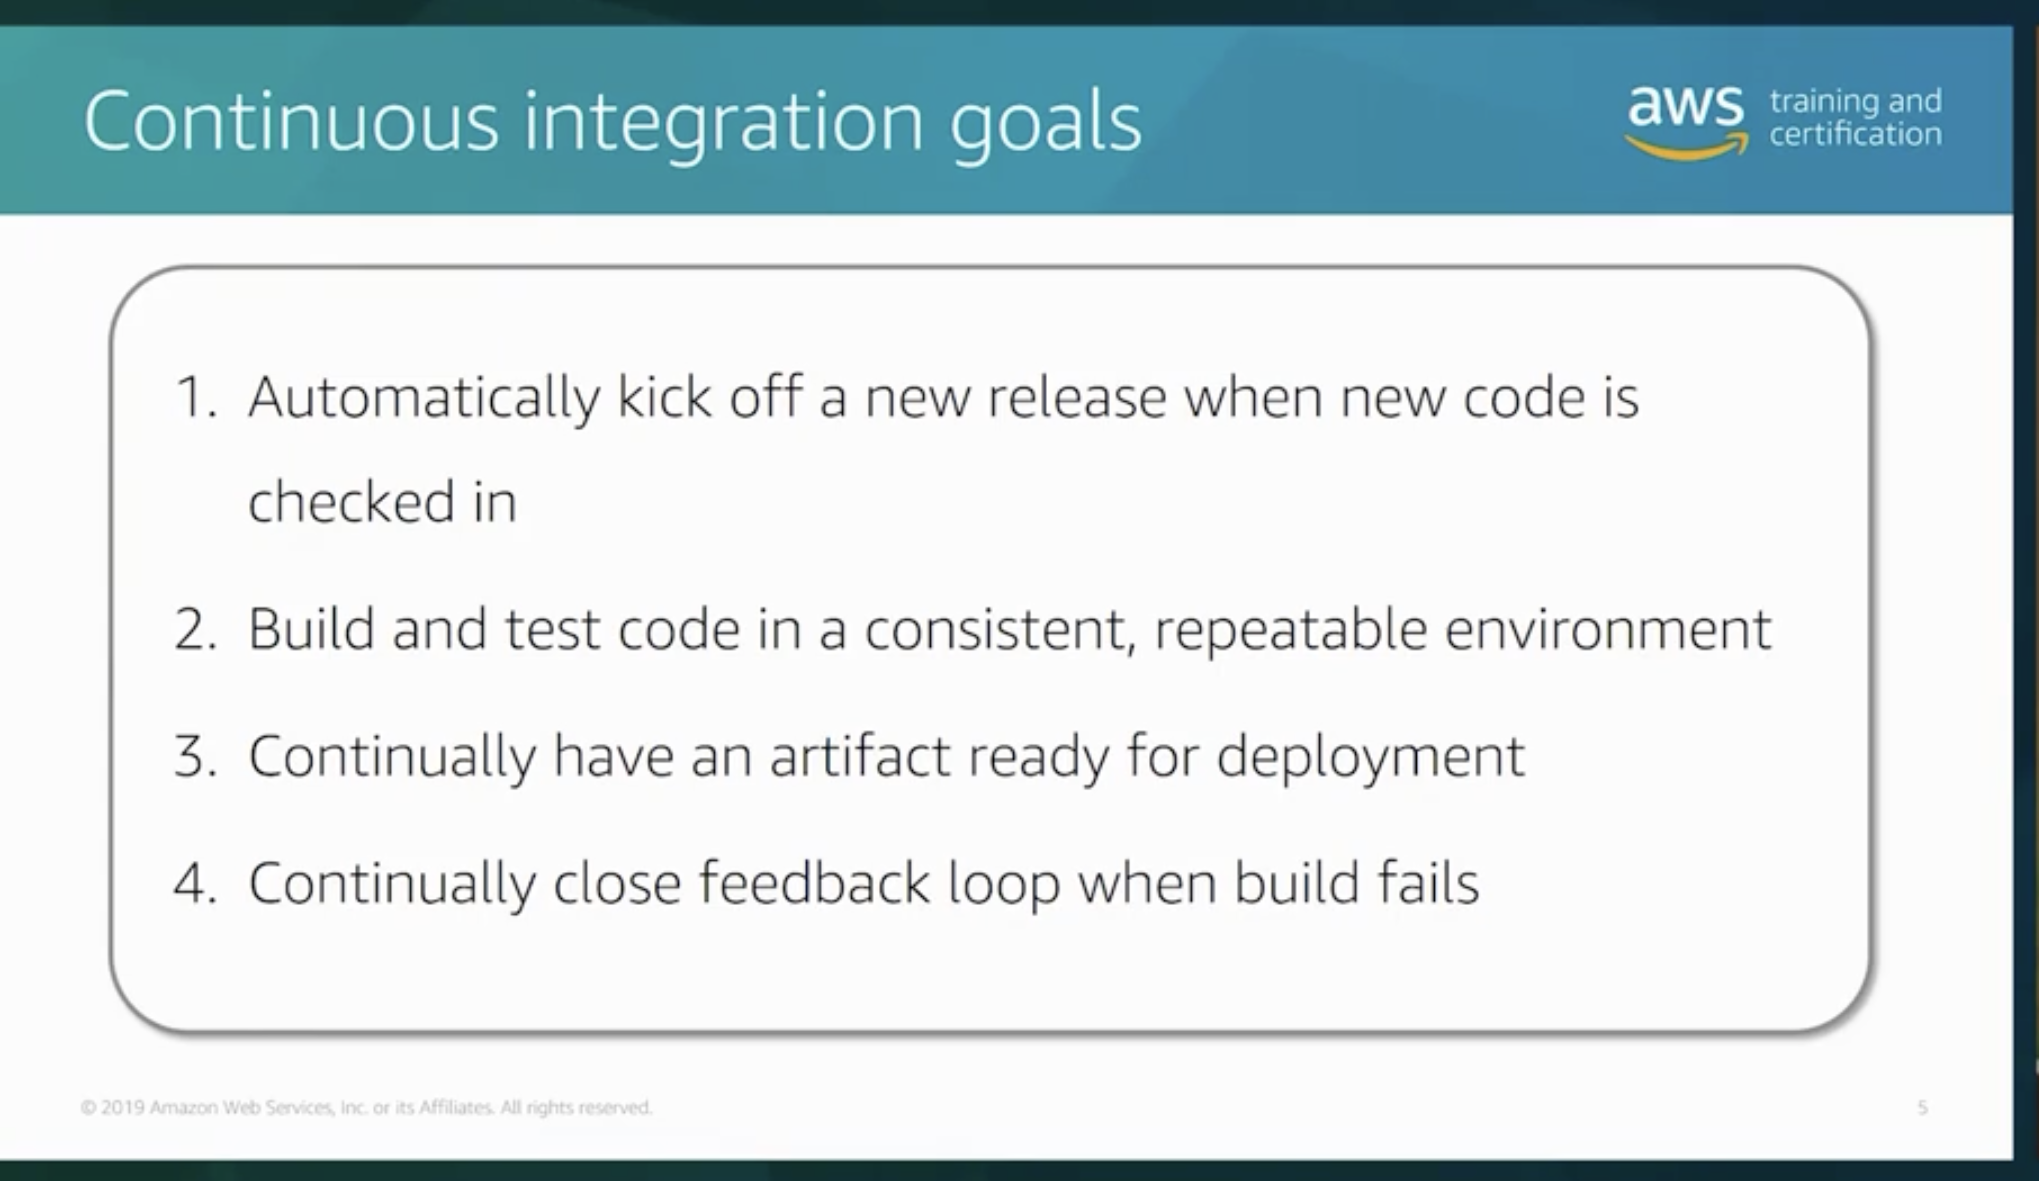 Continuous integration goals
aws training and
certification
1. Automatically kick off a new release when new code is
checked in
2. Build and test code in a consistent, repeatable environment
3. Continually have an artifact ready for deployment
4. Continually close feedback loop when build fails
© 2019 Amazon Web Services, Inc. or its Affiliates. All rights reserved.
5